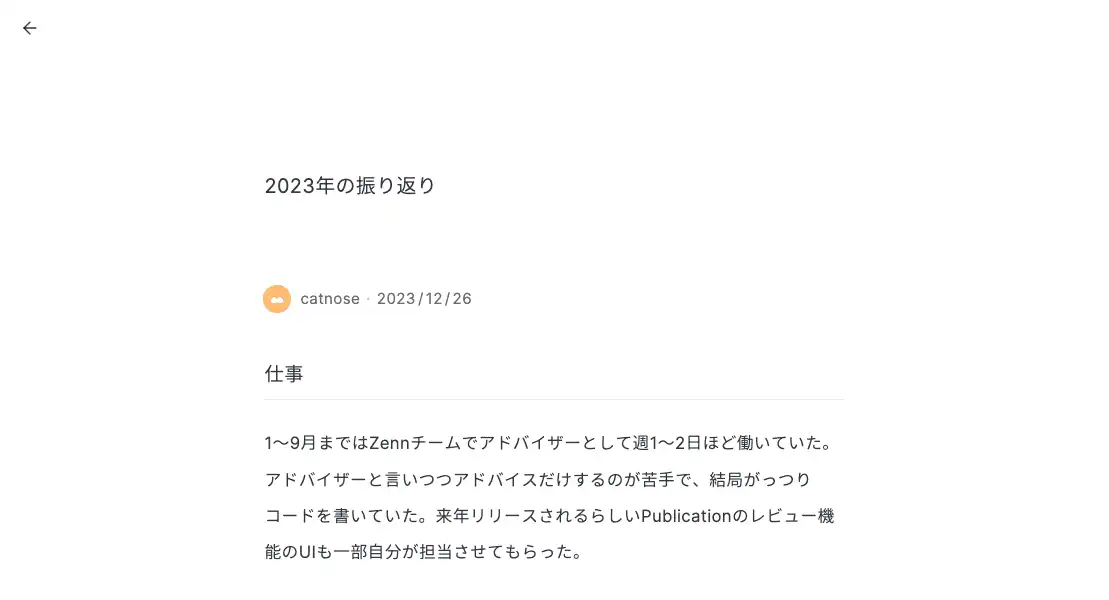 2023年の振り返り
catnose · 2023/12/26
仕事
1〜9月まではZennチームでアドバイザーとして週1〜2日ほど働いていた。
アドバイザーと言いつつアドバイスだけするのが苦手で、結局がっつり
コードを書いていた。来年リリースされるらしいPublicationのレビュー機
能のUIも一部自分が担当させてもらった。